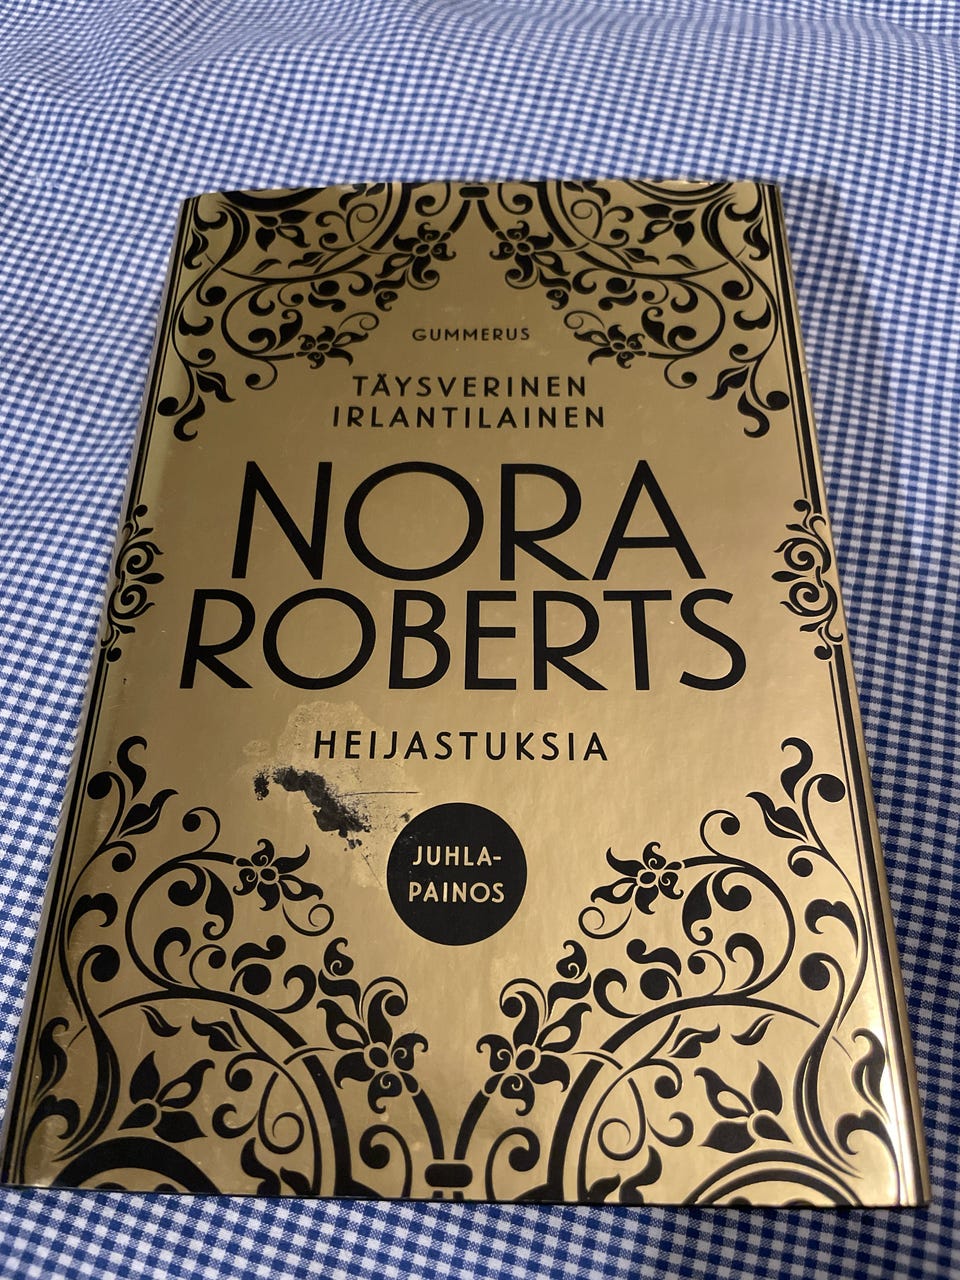 GUMMERUS
TÄYSVERINEN
IRLANTILAINEN
NORA
ROBERTS
HEIJASTUKSIA
JUHLA-
PAINOS